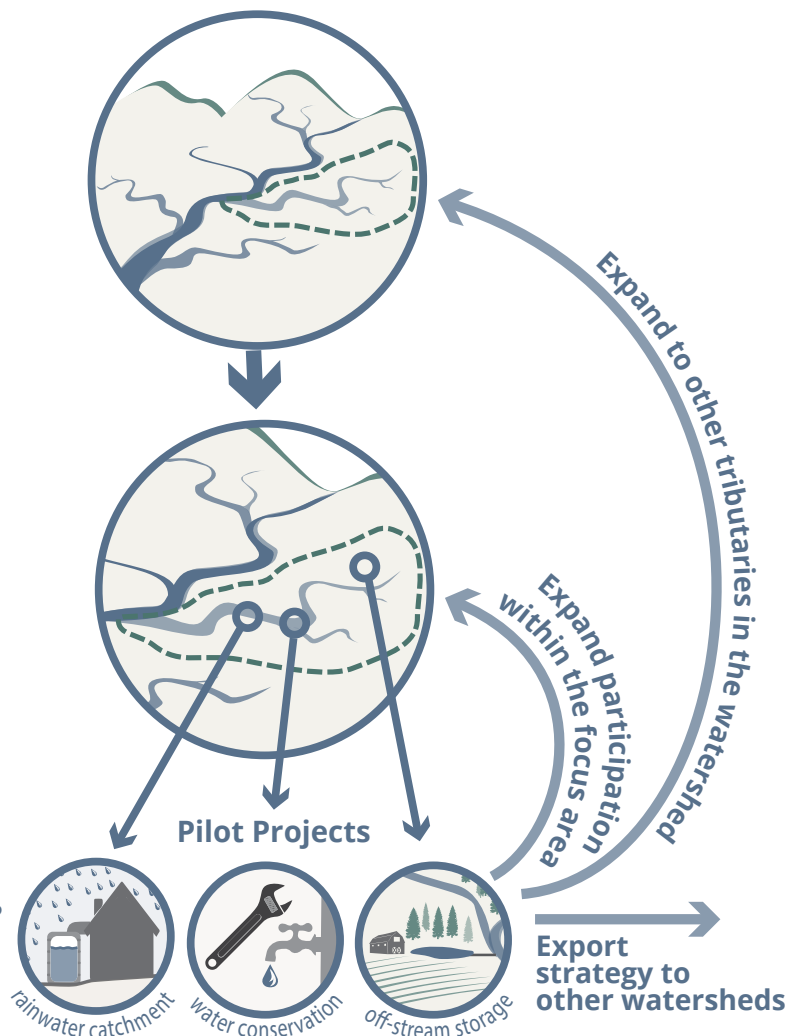 Expand to other tributaries in the watershed
Expand participation
within the focus area
Pilot Projects
rainwater catchment
water conservation
off-stream storage
Export
strategy to
other watersheds